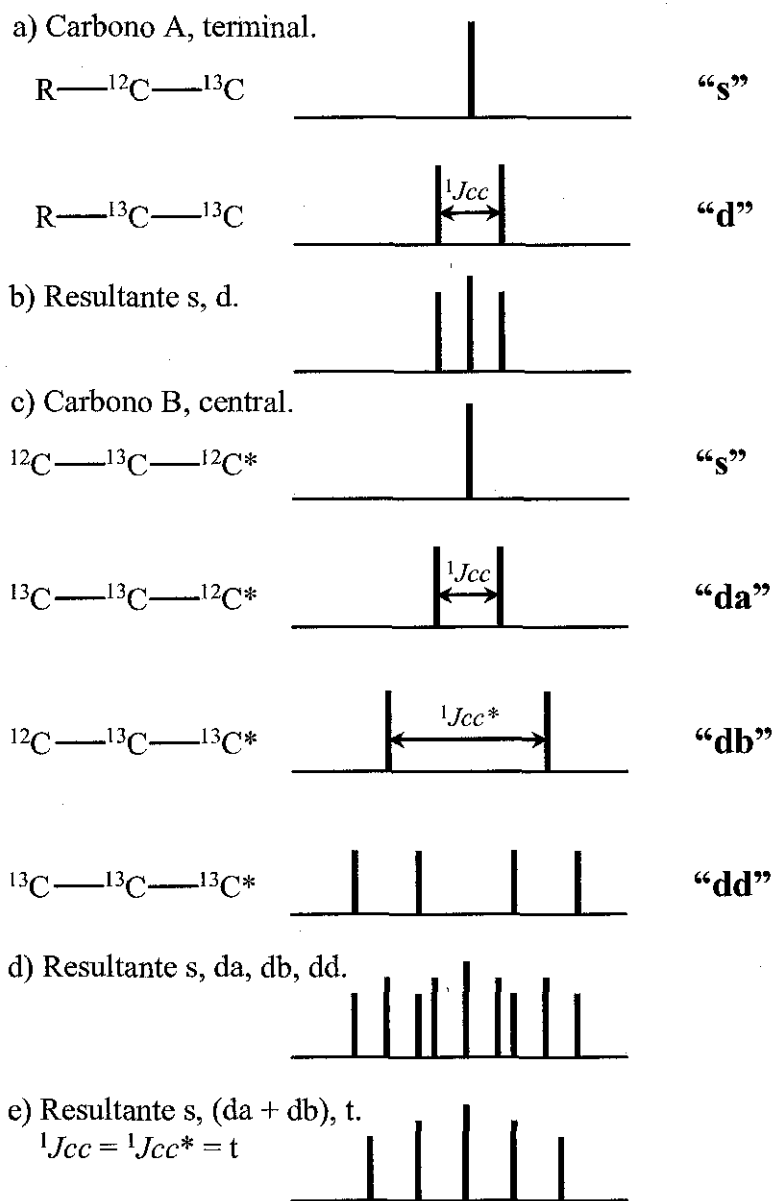 a) Carbono A, terminal.
R—¹²C—¹³C “s”
R—¹³C—¹³C ¹Jcc “d”
b) Resultante s, d.
c) Carbono B, central.
¹²C—¹³C—¹²C* “s”
¹³C—¹³C—¹²C* ¹Jcc “da”
¹²C—¹³C—¹³C* ¹Jcc* “db”
¹³C—¹³C—¹³C* “dd”
d) Resultante s, da, db, dd.
e) Resultante s, (da + db), t.
¹Jcc = ¹Jcc* = t